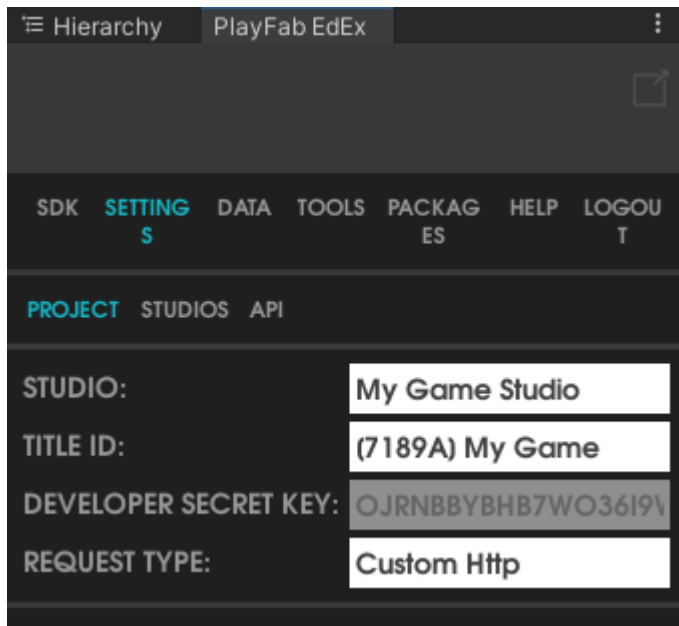 Hierarchy PlayFab EdEx
SDK SETTING DATA TOOLS PACKAG HELP LOGOU
S ES T
PROJECT STUDIOS API
STUDIO: My Game Studio
TITLE ID: (7189A) My Game
DEVELOPER SECRET KEY:
REQUEST TYPE: Custom Http